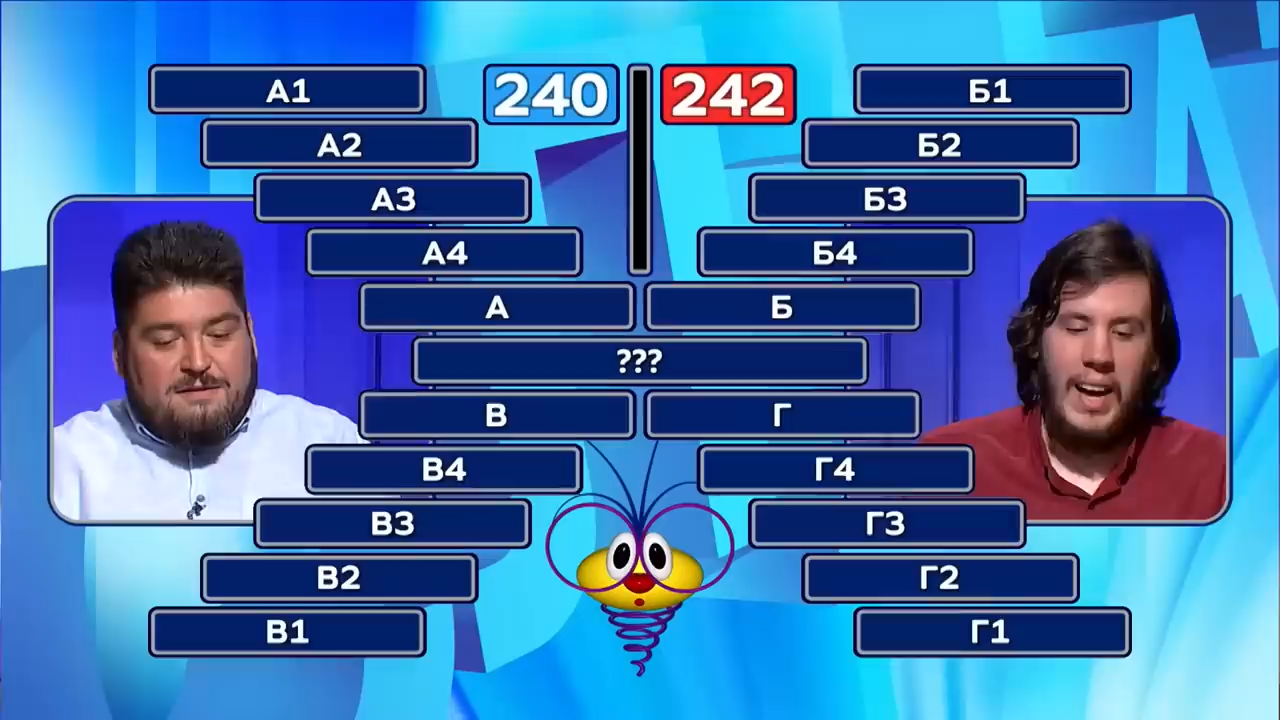 А1 240 242 Б1
А2 Б2
А3 Б3
А4 Б4
А Б
???
В Г
В4 Г4
В3 Г3
В2 Г2
В1 Г1